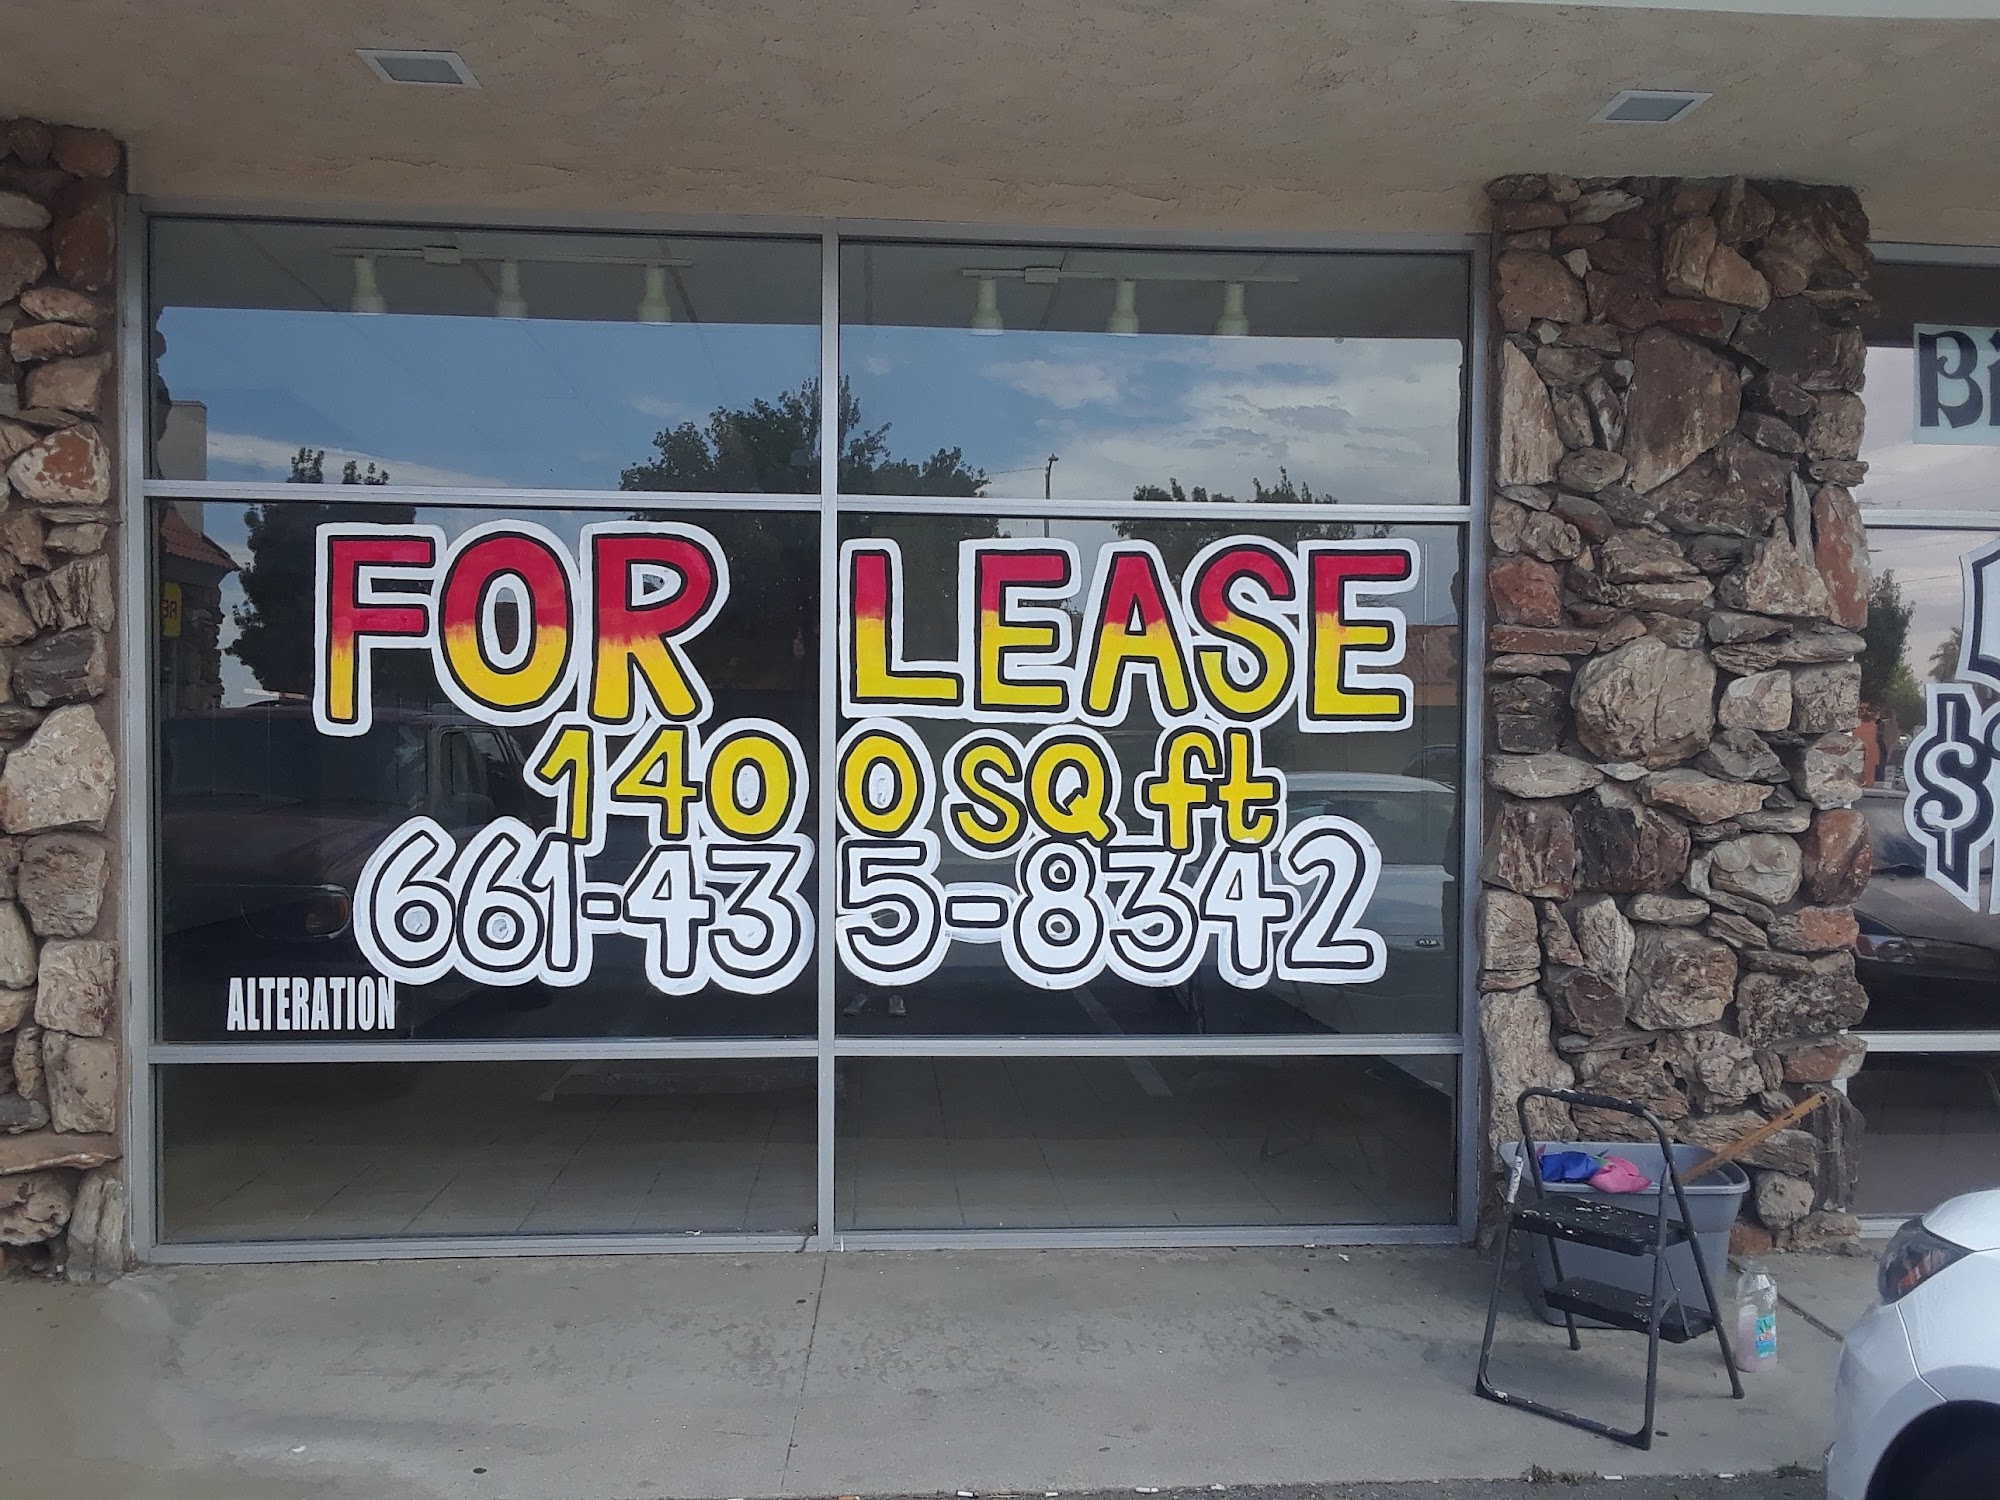 FOR LEASE
1400 SQ ft
661-435-8342
ALTERATION